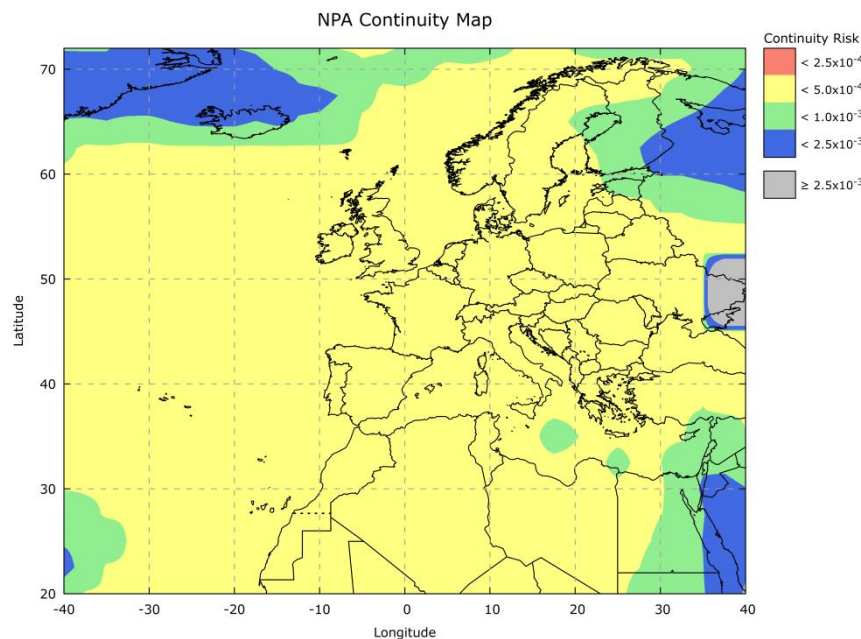 NPA Continuity Map
Continuity Risk
< 2.5x10⁻⁴
< 5.0x10⁻⁴
< 1.0x10⁻³
< 2.5x10⁻³
≥ 2.5x10⁻³
Latitude
70
60
50
40
30
20
-40 -30 -20 -10 0 10 20 30 40
Longitude